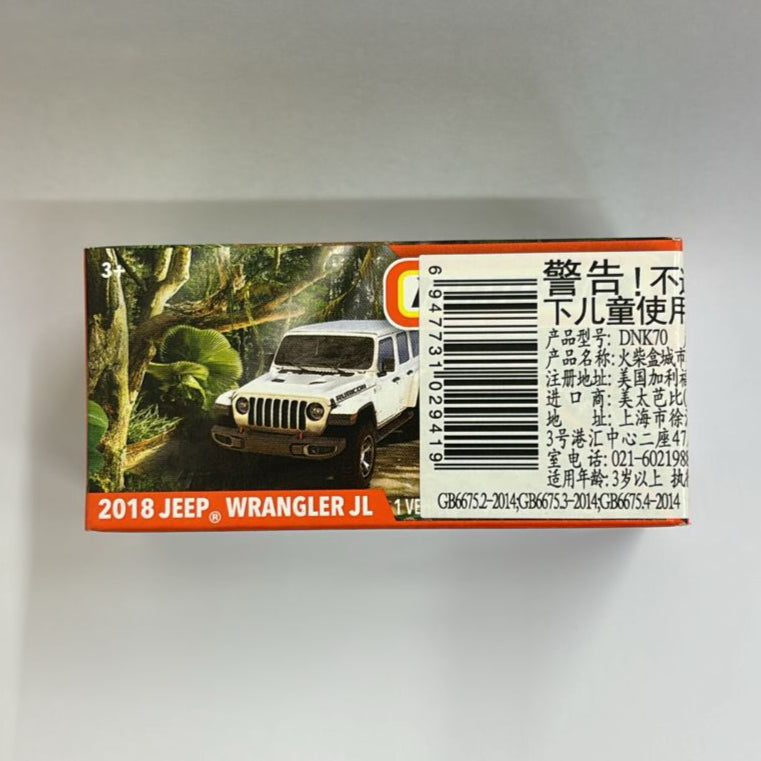 3+
6947731029419
警告！不
下儿童使用
产品型号: DNK70
产品名称: 火柴盒城市
注册地址: 美国加利福
进 口 商: 美太芭比(
地 址: 上海市徐汇
3号港汇中心二座47
室 电 话: 021-6021988
适用年龄: 3岁以上 执
GB6675.2-2014;GB6675.3-2014;GB6675.4-2014
RUBICON
2018 JEEP® WRANGLER JL
1 VE